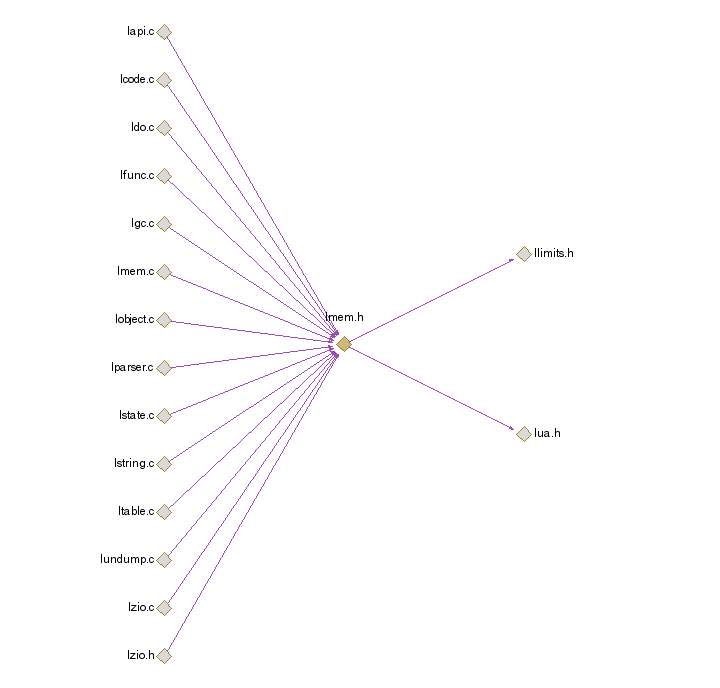 lapi.c
lcode.c
ldo.c
lfunc.c
lgc.c
lmem.c
lobject.c
lparser.c
lstate.c
lstring.c
ltable.c
lundump.c
lzio.c
lzio.h
lmem.h
llimits.h
lua.h